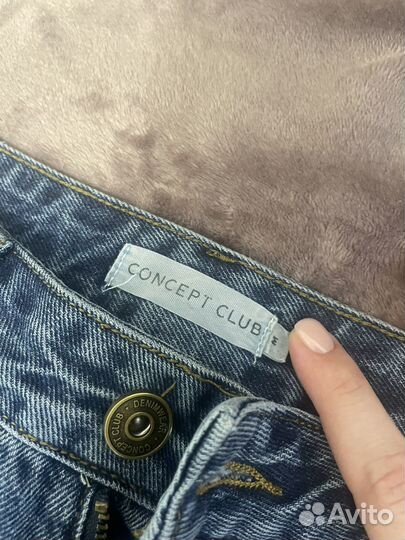 CONCEPT CLUB
M
DENIMWEAR
CONCEPT CLUB
Avito